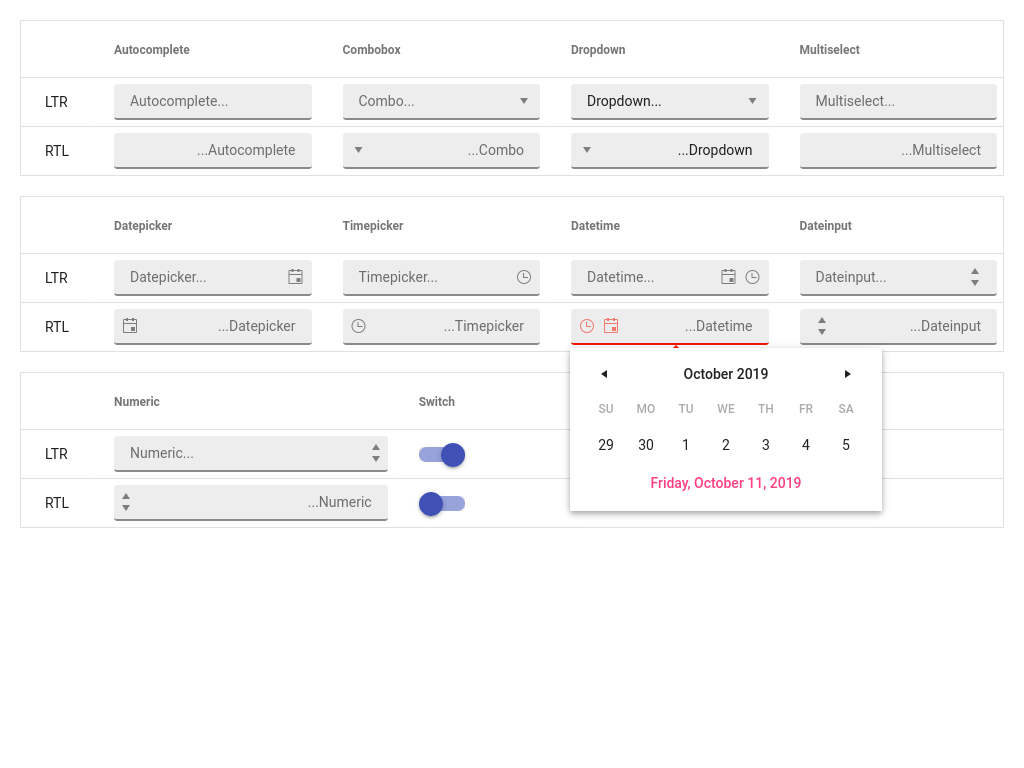 Autocomplete Combobox Dropdown Multiselect
LTR Autocomplete... Combo... Dropdown... Multiselect...
RTL ...Autocomplete ...Combo ...Dropdown ...Multiselect
Datepicker Timepicker Datetime Dateinput
LTR Datepicker... Timepicker... Datetime... Dateinput...
RTL ...Datepicker ...Timepicker ...Datetime ...Dateinput
Numeric Switch
LTR Numeric...
RTL ...Numeric
October 2019
SU MO TU WE TH FR SA
29 30 1 2 3 4 5
Friday, October 11, 2019